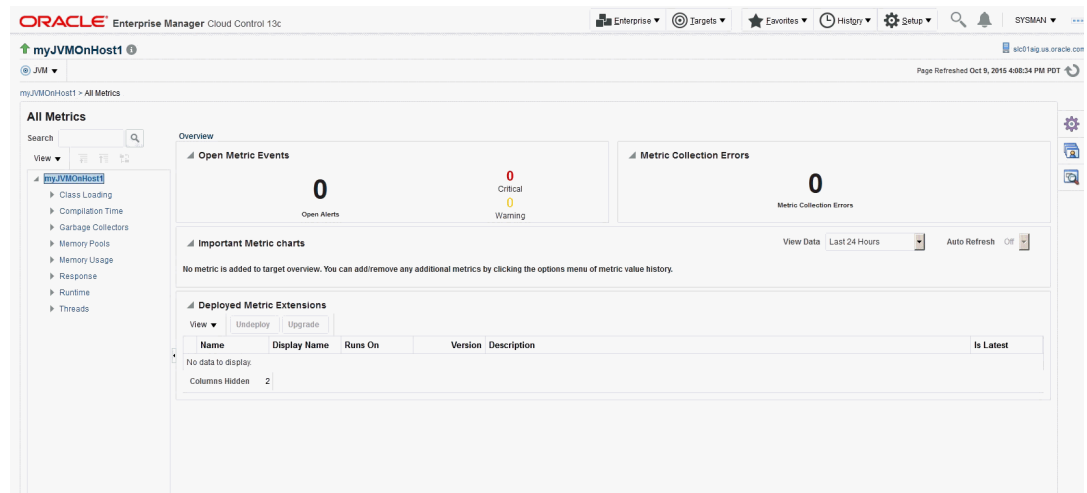 ORACLE Enterprise Manager Cloud Control 13c
Enterprise Targets Favorites History Setup SYSMAN
myJVMOnHost1 slc01aig.us.oracle.com
JVM Page Refreshed Oct 9, 2015 4:08:34 PM PDT
myJVMOnHost1 > All Metrics
All Metrics
Search
View
myJVMOnHost1
Class Loading
Compilation Time
Garbage Collectors
Memory Pools
Memory Usage
Response
Runtime
Threads
Overview
Open Metric Events
0
Open Alerts
0
Critical
0
Warning
Metric Collection Errors
0
Metric Collection Errors
Important Metric charts
View Data Last 24 Hours Auto Refresh Off
No metric is added to target overview. You can add/remove any additional metrics by clicking the options menu of metric value history.
Deployed Metric Extensions
View Undeploy Upgrade
Name Display Name Runs On Version Description Is Latest
No data to display.
Columns Hidden 2